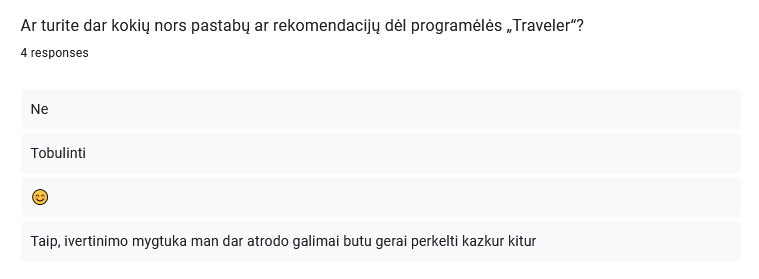 Ar turite dar kokių nors pastabų ar rekomendacijų dėl programėlės „Traveler“?
4 responses
Ne
Tobulinti
😊
Taip, ivertinimo mygtuka man dar atrodo galimai butu gerai perkelti kazkur kitur